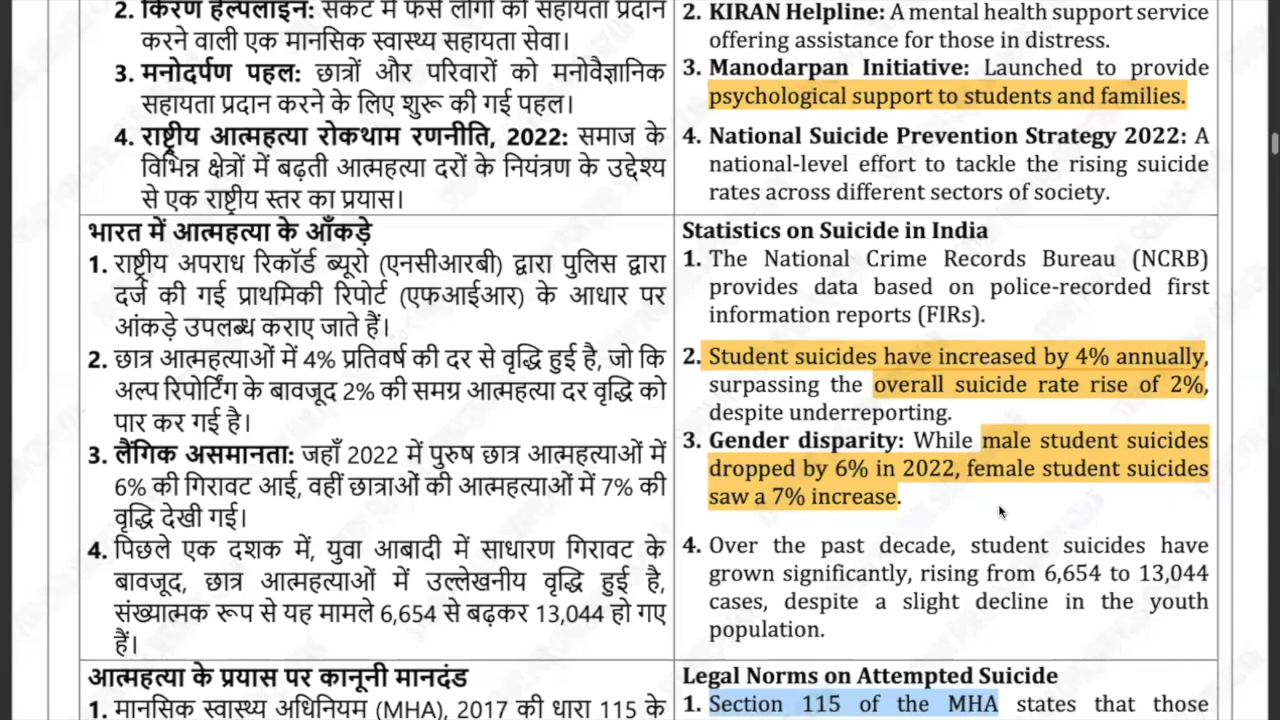 2. किरण हेल्पलाइन: संकट में फंसे लोगों को सहायता प्रदान
करने वाली एक मानसिक स्वास्थ्य सहायता सेवा।
3. मनोदर्पण पहल: छात्रों और परिवारों को मनोवैज्ञानिक
सहायता प्रदान करने के लिए शुरू की गई पहल।
4. राष्ट्रीय आत्महत्या रोकथाम रणनीति, 2022: समाज के
विभिन्न क्षेत्रों में बढ़ती आत्महत्या दरों के नियंत्रण के उद्देश्य
से एक राष्ट्रीय स्तर का प्रयास।
भारत में आत्महत्या के आँकड़े
1. राष्ट्रीय अपराध रिकॉर्ड ब्यूरो (एनसीआरबी) द्वारा पुलिस द्वारा
दर्ज की गई प्राथमिकी रिपोर्ट (एफआईआर) के आधार पर
आंकड़े उपलब्ध कराए जाते हैं।
2. छात्र आत्महत्याओं में 4% प्रतिवर्ष की दर से वृद्धि हुई है, जो कि
अल्प रिपोर्टिंग के बावजूद 2% की समग्र आत्महत्या दर वृद्धि को
पार कर गई है।
3. लैंगिक असमानता: जहाँ 2022 में पुरुष छात्र आत्महत्याओं में
6% की गिरावट आई, वहीं छात्राओं की आत्महत्याओं में 7% की
वृद्धि देखी गई।
4. पिछले एक दशक में, युवा आबादी में साधारण गिरावट के
बावजूद, छात्र आत्महत्याओं में उल्लेखनीय वृद्धि हुई है,
संख्यात्मक रूप से यह मामले 6,654 से बढ़कर 13,044 हो गए
हैं।
आत्महत्या के प्रयास पर कानूनी मानदंड
1. मानसिक स्वास्थ्य अधिनियम (MHA), 2017 की धारा 115 के
2. KIRAN Helpline: A mental health support service
offering assistance for those in distress.
3. Manodarpan Initiative: Launched to provide
psychological support to students and families.
4. National Suicide Prevention Strategy 2022: A
national-level effort to tackle the rising suicide
rates across different sectors of society.
Statistics on Suicide in India
1. The National Crime Records Bureau (NCRB)
provides data based on police-recorded first
information reports (FIRs).
2. Student suicides have increased by 4% annually,
surpassing the overall suicide rate rise of 2%,
despite underreporting.
3. Gender disparity: While male student suicides
dropped by 6% in 2022, female student suicides
saw a 7% increase.
4. Over the past decade, student suicides have
grown significantly, rising from 6,654 to 13,044
cases, despite a slight decline in the youth
population.
Legal Norms on Attempted Suicide
1. Section 115 of the MHA states that those